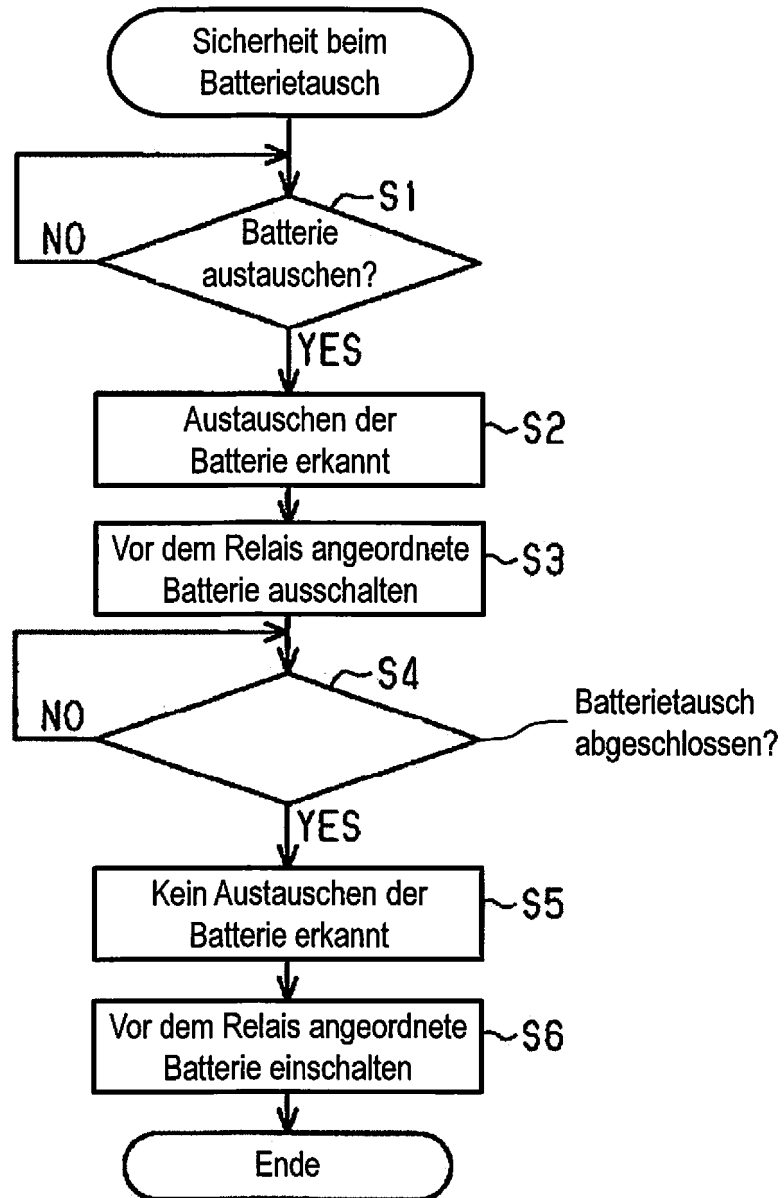 Sicherheit beim
Batterietausch
S1
NO
Batterie
austauschen?
YES
Austauschen der
Batterie erkannt
S2
Vor dem Relais angeordnete
Batterie ausschalten
S3
S4
NO
Batterietausch
abgeschlossen?
YES
Kein Austauschen der
Batterie erkannt
S5
Vor dem Relais angeordnete
Batterie einschalten
S6
Ende